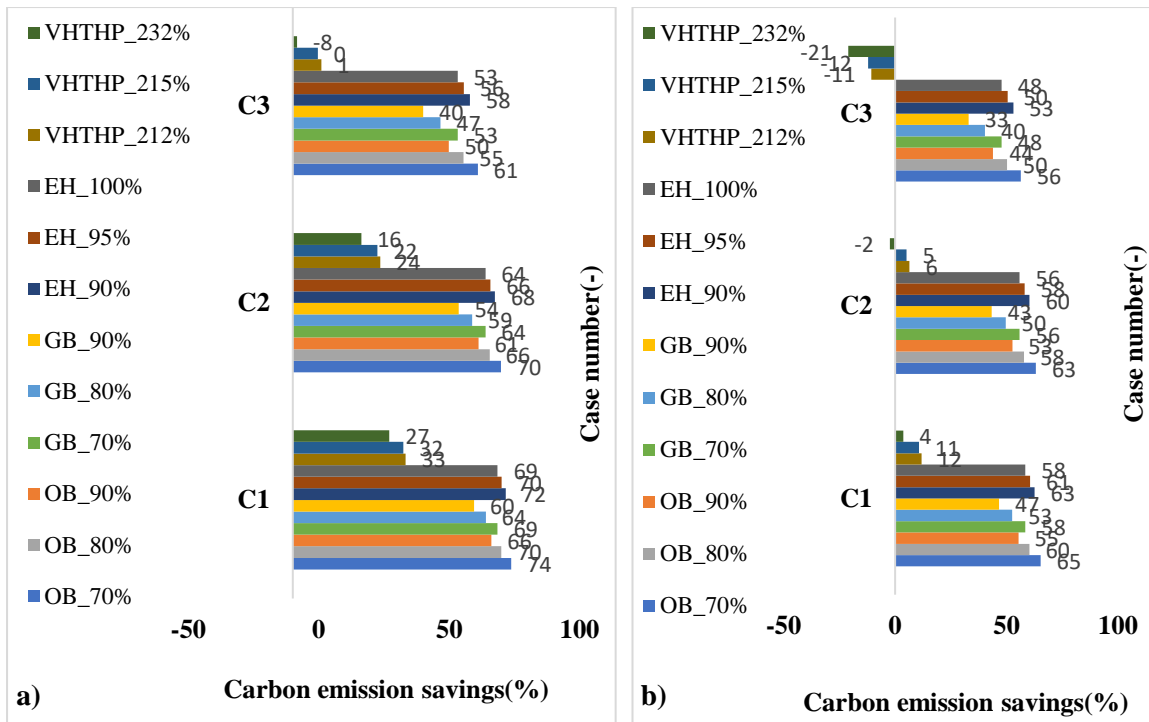 VHTHP_232%
VHTHP_215%
VHTHP_212%
EH_100%
EH_95%
EH_90%
GB_90%
GB_80%
GB_70%
OB_90%
OB_80%
OB_70%
C3
-8
0
1
53
56
58
40
47
53
50
55
61
C2
16
22
24
64
66
68
54
59
64
61
66
70
C1
27
32
33
69
70
72
60
64
69
66
70
74
Case number(-)
-50 0 50 100
Carbon emission savings(%)
a)
VHTHP_232%
VHTHP_215%
VHTHP_212%
EH_100%
EH_95%
EH_90%
GB_90%
GB_80%
GB_70%
OB_90%
OB_80%
OB_70%
C3
-21
-12
-11
48
50
53
33
40
48
44
50
56
C2
-2
5
6
56
58
60
43
50
56
53
58
63
C1
4
11
12
58
61
63
47
53
58
55
60
65
Case number(-)
-50 0 50 100
Carbon emission savings(%)
b)